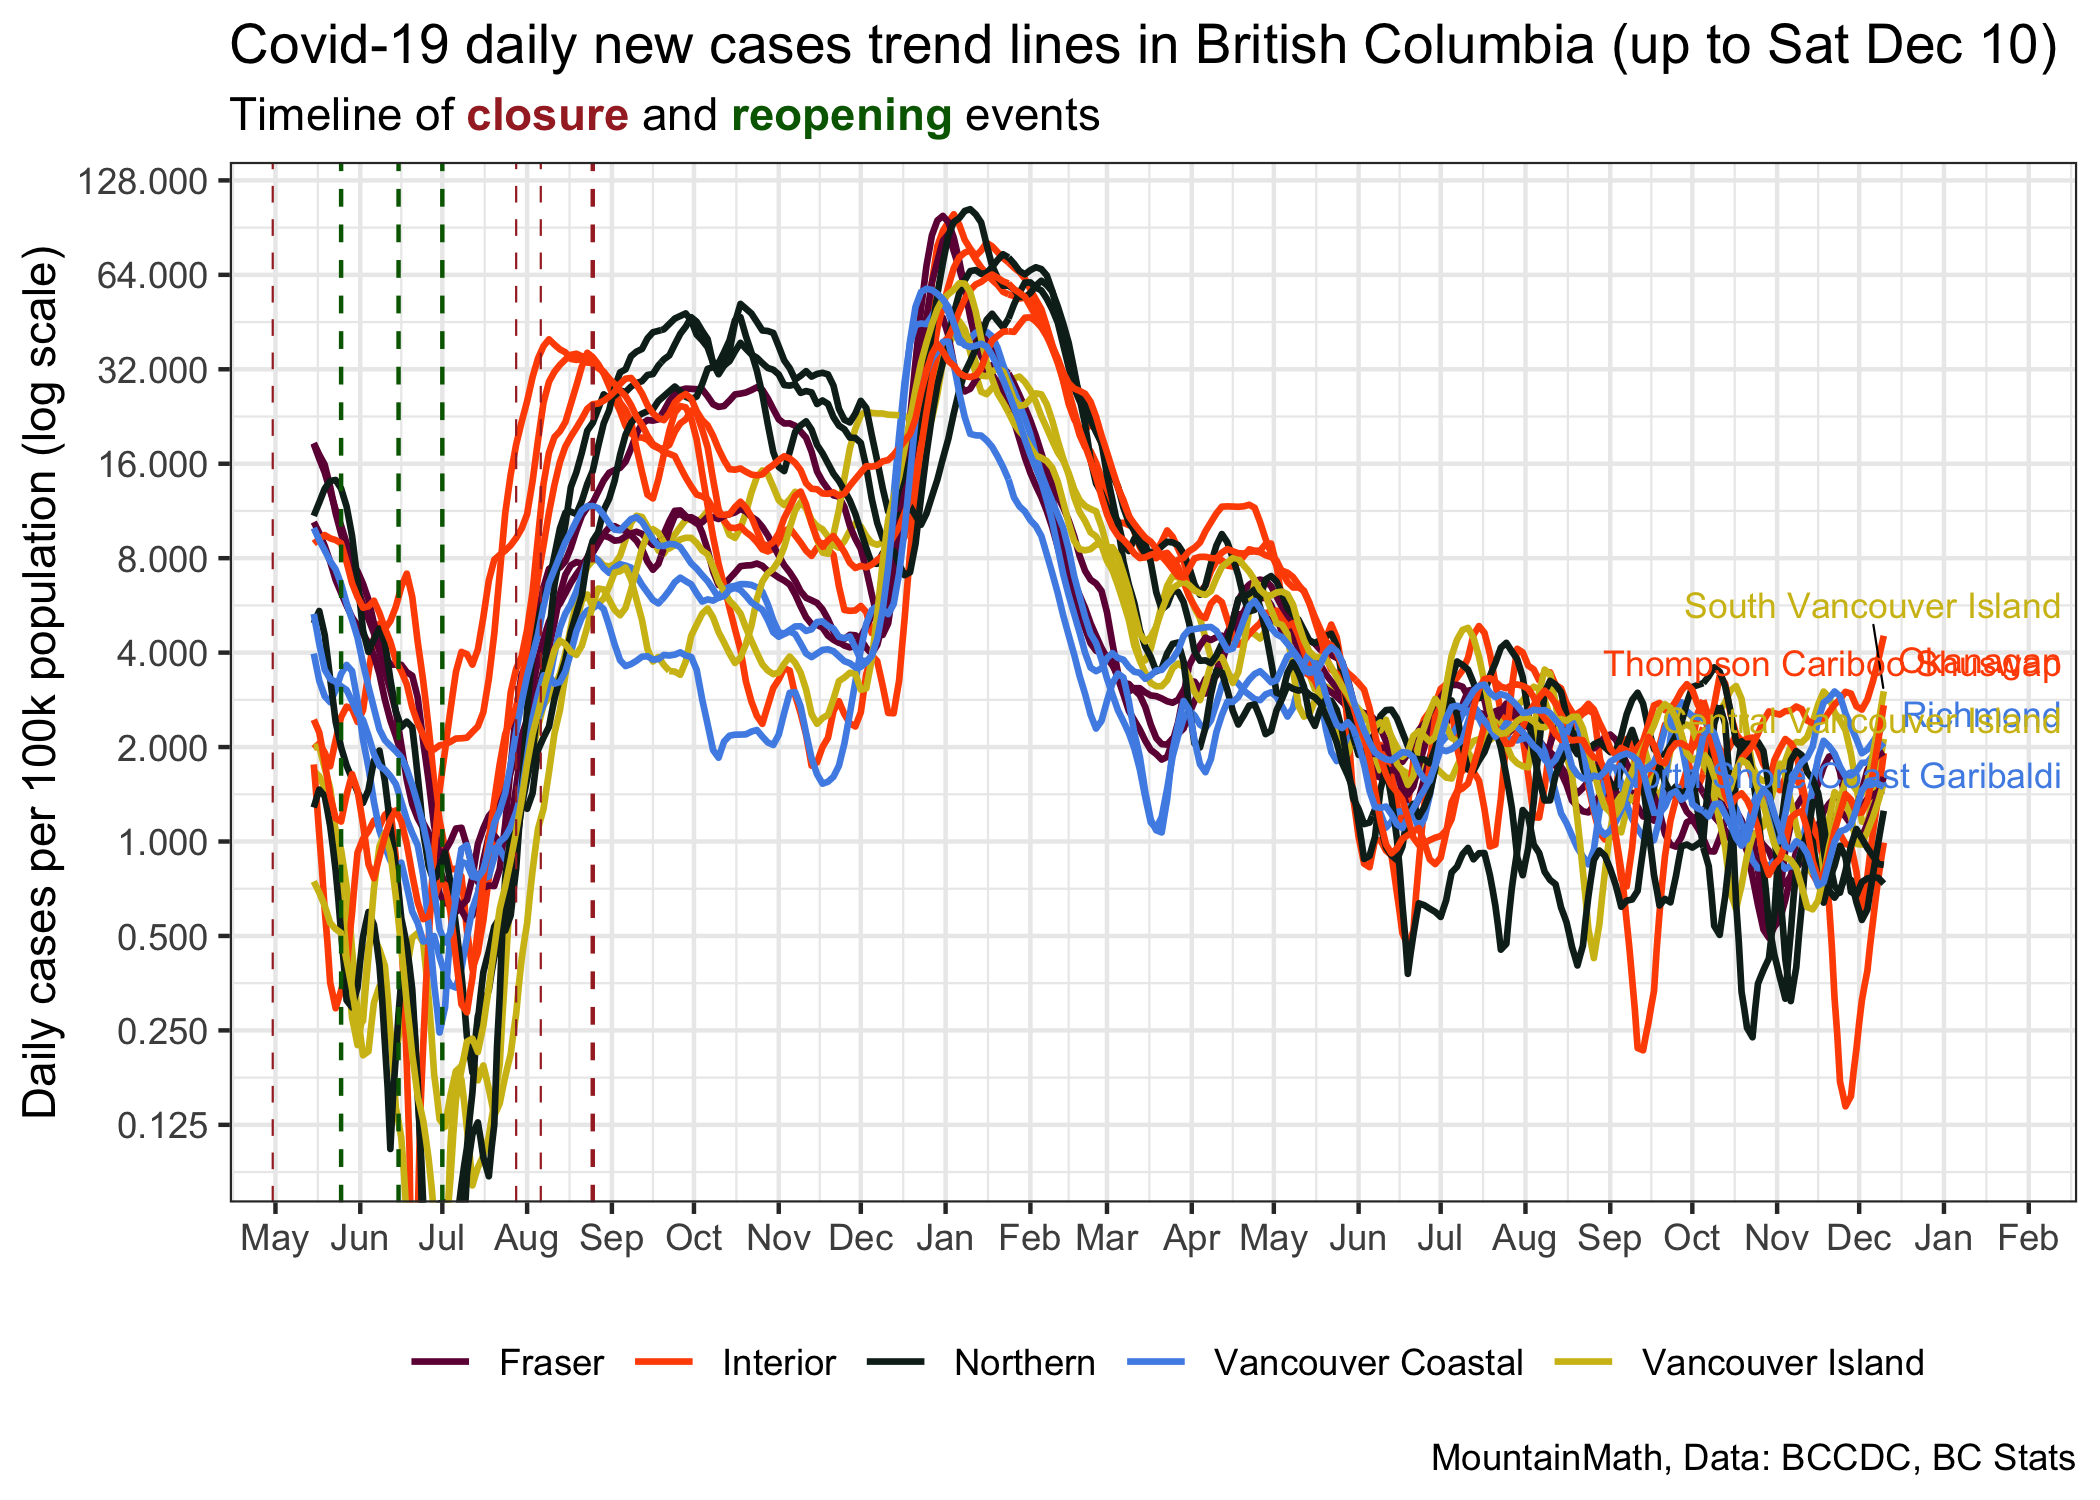 Covid-19 daily new cases trend lines in British Columbia (up to Sat Dec 10)
Timeline of closure and reopening events
Daily cases per 100k population (log scale)
128.000
64.000
32.000
16.000
8.000
4.000
2.000
1.000
0.500
0.250
0.125
South Vancouver Island
Okanagan
Thompson Cariboo Shuswap
Richmond
Central Vancouver Island
North Shore Coast Garibaldi
May Jun Jul Aug Sep Oct Nov Dec Jan Feb Mar Apr May Jun Jul Aug Sep Oct Nov Dec Jan Feb
Fraser Interior Northern Vancouver Coastal Vancouver Island
MountainMath, Data: BCCDC, BC Stats